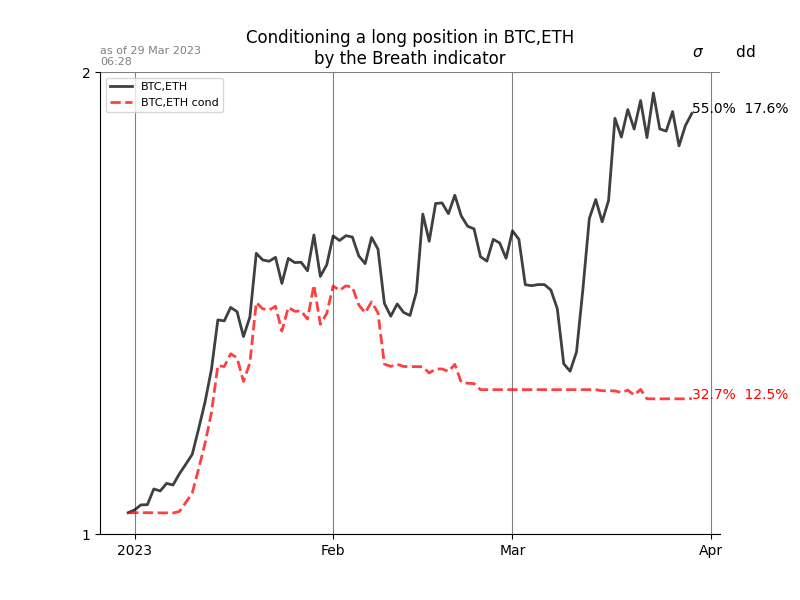 Conditioning a long position in BTC,ETH
by the Breath indicator
as of 29 Mar 2023
06:28
σ dd
2
BTC,ETH
BTC,ETH cond
55.0% 17.6%
32.7% 12.5%
1
2023 Feb Mar Apr